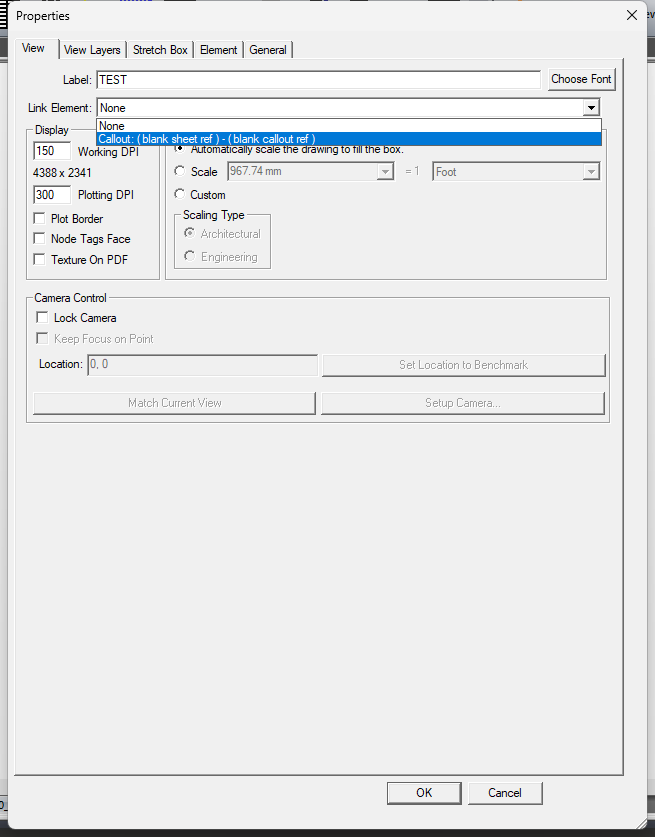 Properties
View View Layers Stretch Box Element General
Label: TEST Choose Font
Link Element: None
None
Callout: ( blank sheet ref ) - ( blank callout ref )
Display
Automatically scale the drawing to fill the box.
150 Working DPI
4388 x 2341
Scale 967.74 mm = 1 Foot
300 Plotting DPI
Custom
Plot Border
Scaling Type
Node Tags Face
Architectural
Texture On PDF
Engineering
Camera Control
Lock Camera
Keep Focus on Point
Location: 0, 0 Set Location to Benchmark
Match Current View Setup Camera...
OK Cancel